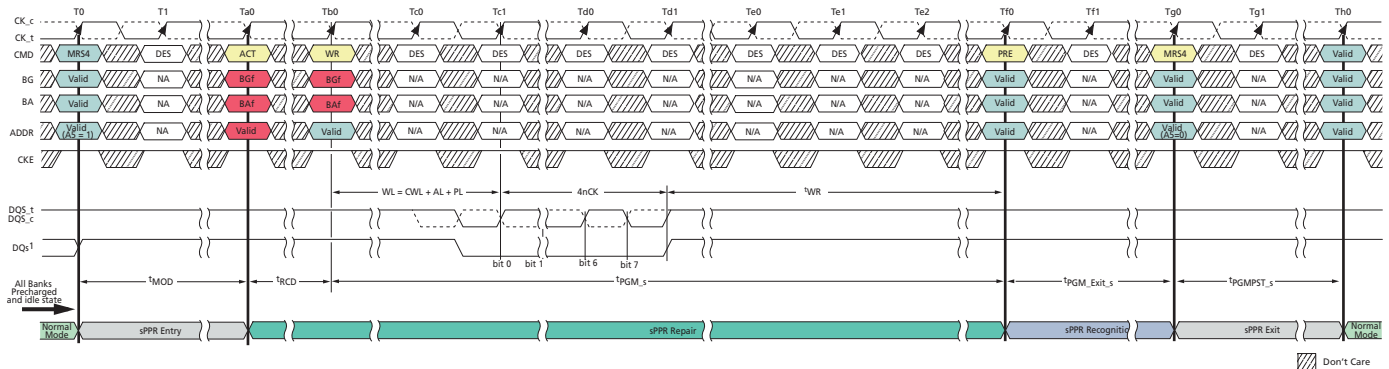 T0 T1 Ta0 Tb0 Tc0 Tc1 Td0 Td1 Te0 Te1 Te2 Tf0 Tf1 Tg0 Tg1 Th0
CK_c
CK_t
CMD MRS4 DES ACT WR DES DES DES DES DES DES DES PRE DES MRS4 DES Valid
BG Valid NA BGf BGf N/A N/A N/A N/A N/A N/A N/A Valid N/A Valid N/A Valid
BA Valid NA BAf BAf N/A N/A N/A N/A N/A N/A N/A Valid N/A Valid N/A Valid
ADDR Valid (A5 = 1) NA Valid Valid N/A N/A N/A N/A N/A N/A N/A Valid N/A Valid (A5=0) N/A Valid
CKE
WL = CWL + AL + PL 4nCK tWR
DQS_t
DQS_c
DQs1
bit 0 bit 1 bit 6 bit 7
All Banks
Precharged
and idle state
tMOD tRCD tPGM_s tPGM_Exit_s tPGMPST_s
Normal Mode sPPR Entry sPPR Repair sPPR Recognitio sPPR Exit Normal Mode
Don't Care